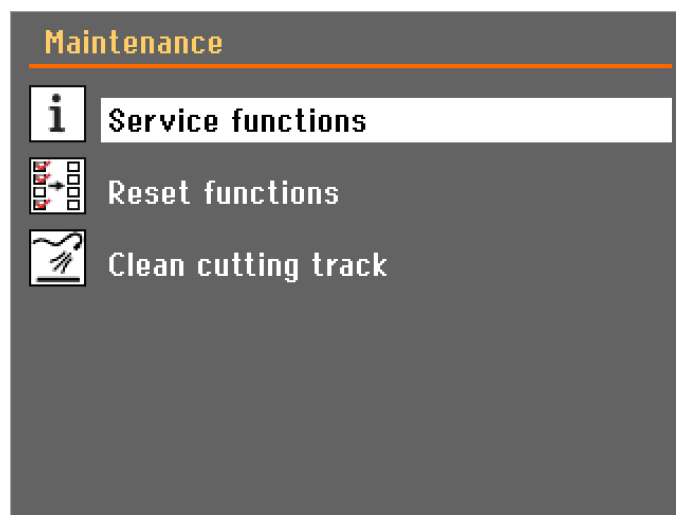 Maintenance
i Service functions
Reset functions
Clean cutting track